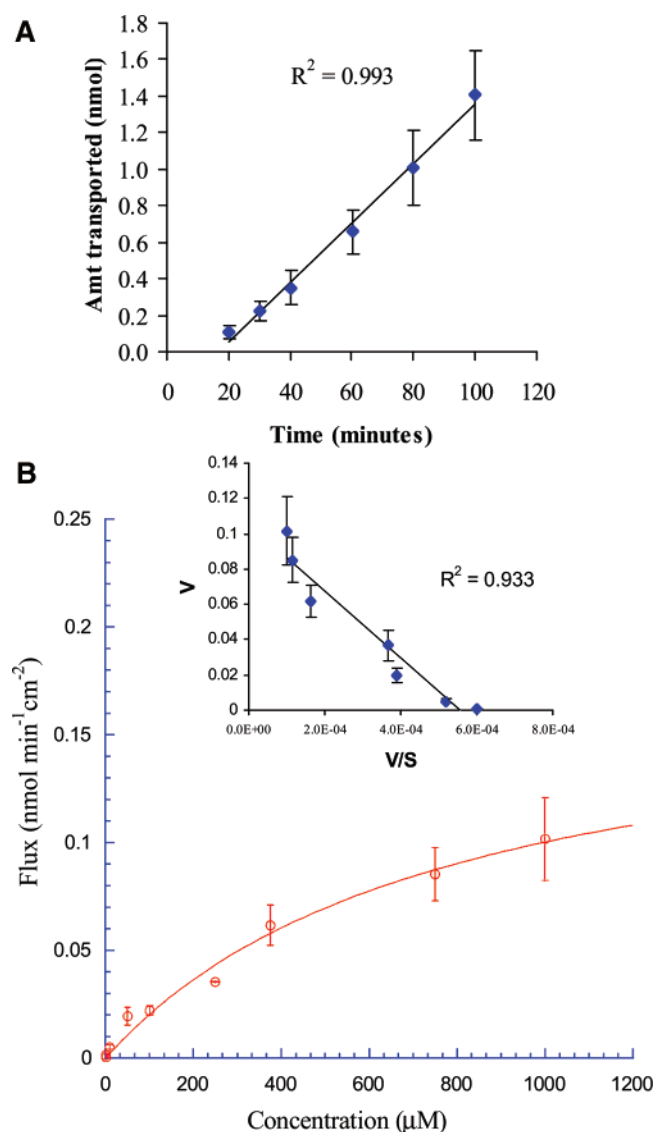 A
R² = 0.993
Amt transported (nmol)
1.8
1.6
1.4
1.2
1.0
0.8
0.6
0.4
0.2
0.0
0 20 40 60 80 100 120
Time (minutes)
B
R² = 0.933
V
0.14
0.12
0.1
0.08
0.06
0.04
0.02
0
0.0E+00 2.0E-04 4.0E-04 6.0E-04 8.0E-04
V/S
Flux (nmol min⁻¹cm⁻²)
0.25
0.2
0.15
0.1
0.05
0
0 200 400 600 800 1000 1200
Concentration (μM)